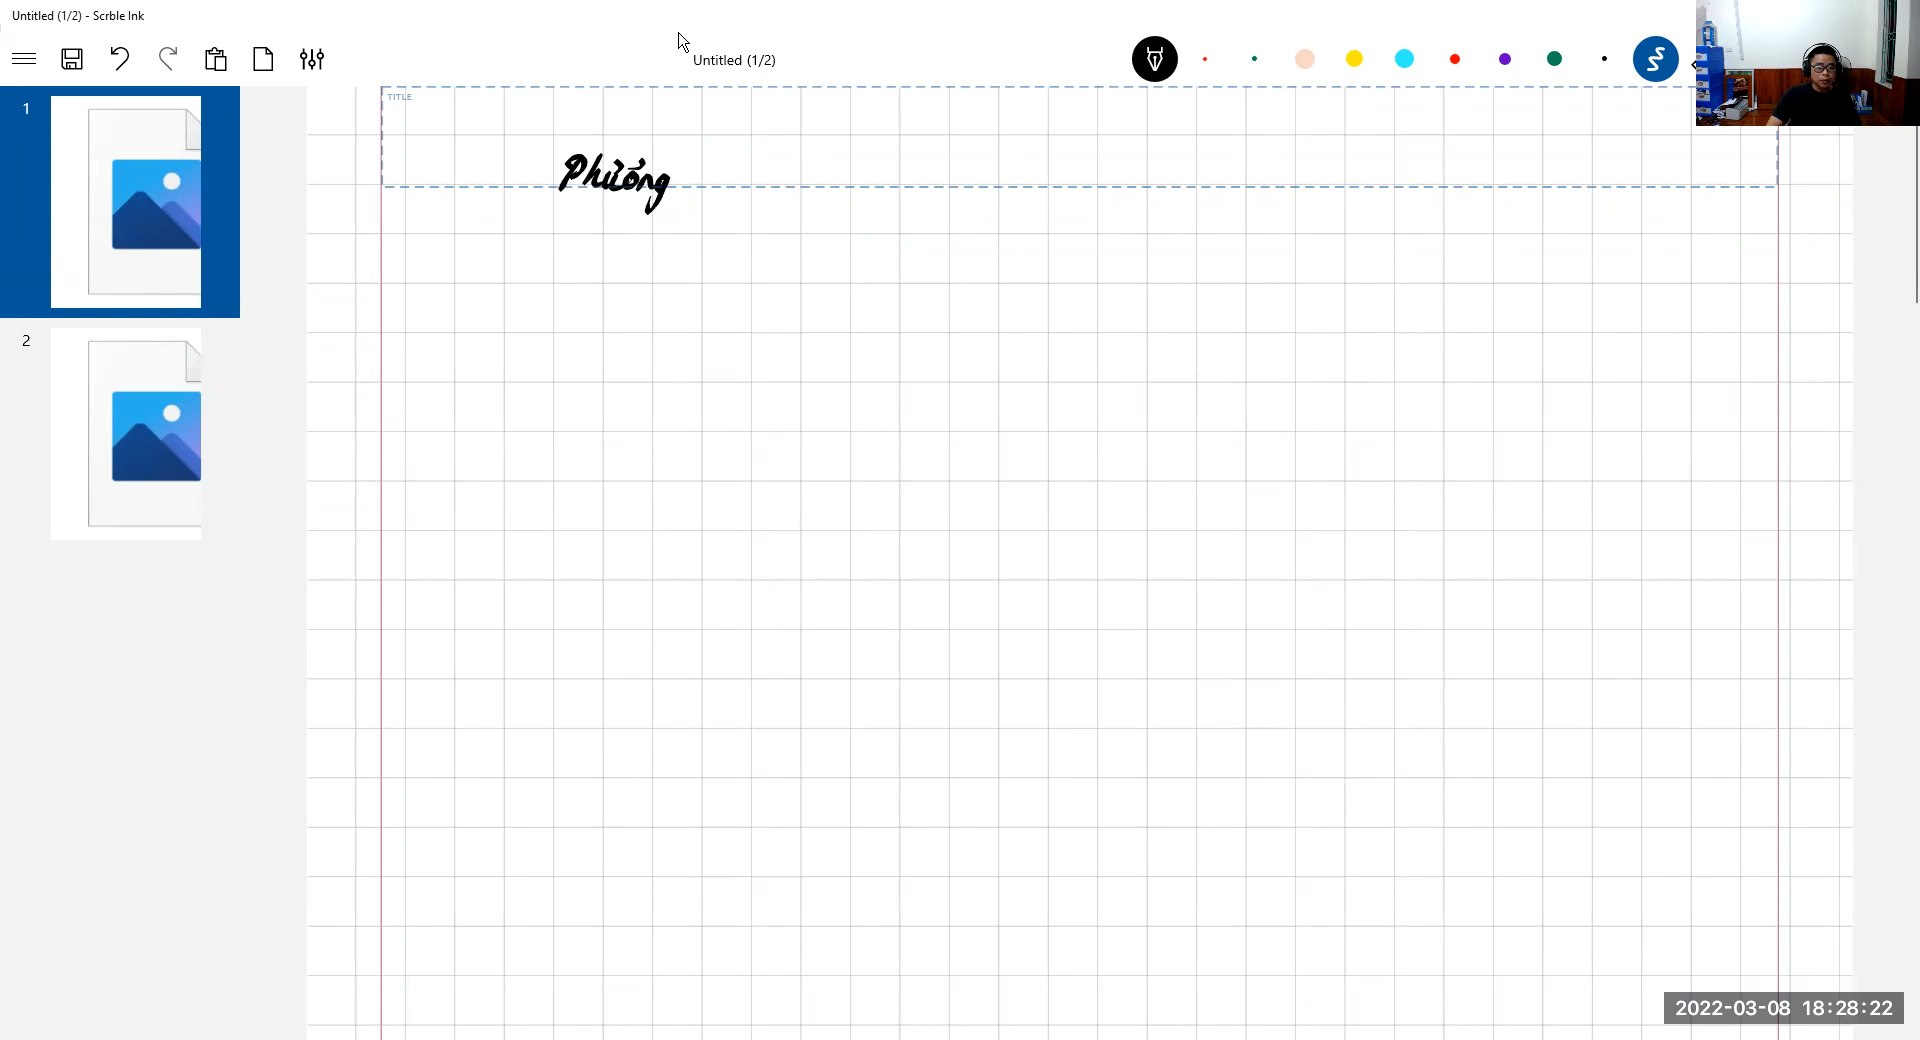 Untitled (1/2) - Scrble Ink
Untitled (1/2)
1
TITLE
Phương
2
2022-03-08 18:28:22